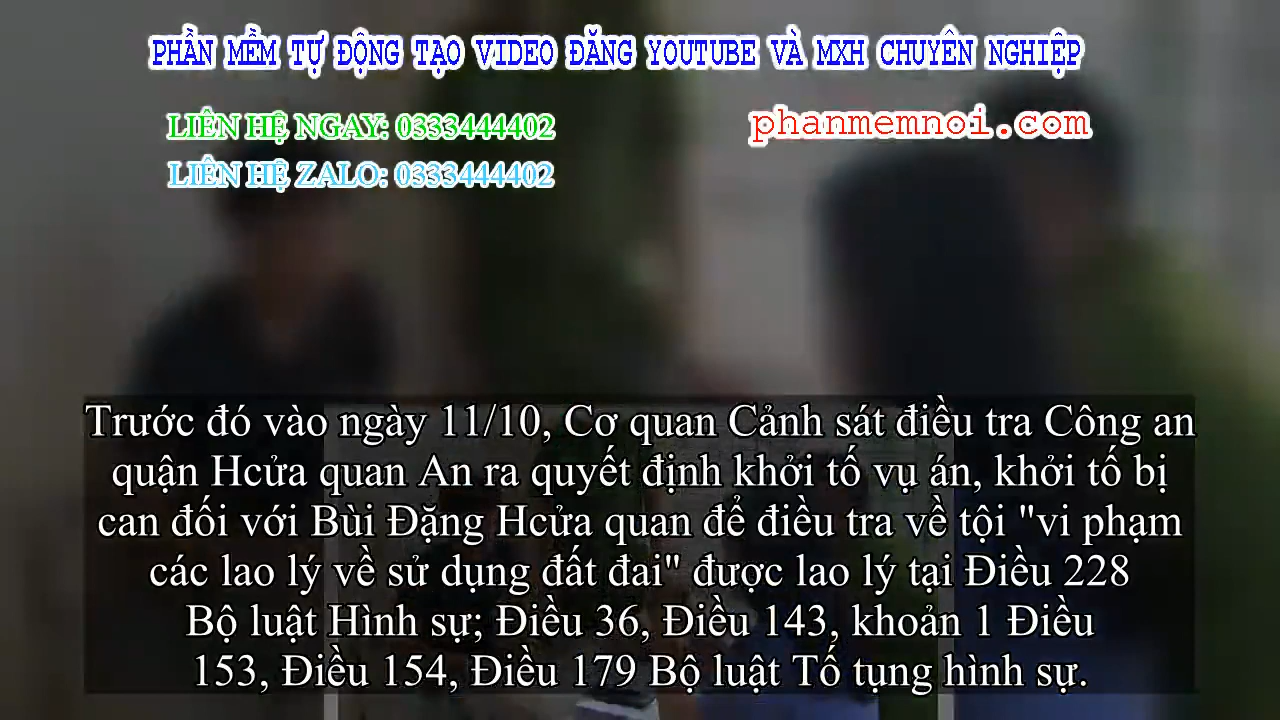 PHẦN MỀM TỰ ĐỘNG TẠO VIDEO ĐĂNG YOUTUBE VÀ MXH CHUYÊN NGHIỆP
LIÊN HỆ NGAY: 0333444402
phanmemnoi.com
LIÊN HỆ ZALO: 0333444402
Trước đó vào ngày 11/10, Cơ quan Cảnh sát điều tra Công an
quận Hcửa quan An ra quyết định khởi tố vụ án, khởi tố bị
can đối với Bùi Đặng Hcửa quan để điều tra về tội "vi phạm
các lao lý về sử dụng đất đai" được lao lý tại Điều 228
Bộ luật Hình sự; Điều 36, Điều 143, khoản 1 Điều
153, Điều 154, Điều 179 Bộ luật Tố tụng hình sự.